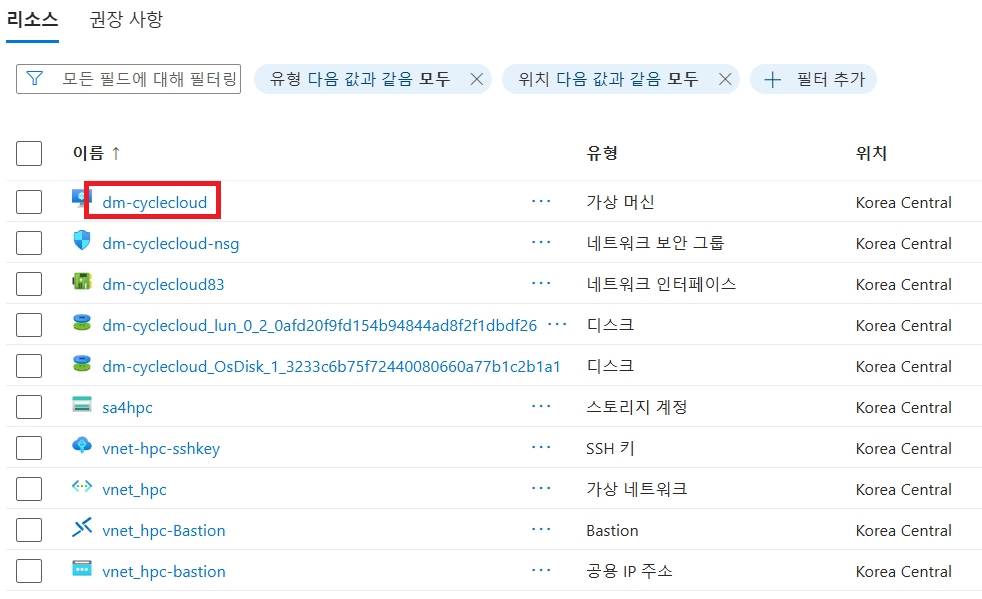 리소스 권장 사항
모든 필드에 대해 필터링 유형 다음 값과 같음 모두 위치 다음 값과 같음 모두 필터 추가
이름 ↑ 유형 위치
dm-cyclecloud ··· 가상 머신 Korea Central
dm-cyclecloud-nsg ··· 네트워크 보안 그룹 Korea Central
dm-cyclecloud83 ··· 네트워크 인터페이스 Korea Central
dm-cyclecloud_lun_0_2_0afd20f9fd154b94844ad8f2f1dbdf26 ··· 디스크 Korea Central
dm-cyclecloud_OsDisk_1_3233c6b75f72440080660a77b1c2b1a1 디스크 Korea Central
sa4hpc ··· 스토리지 계정 Korea Central
vnet-hpc-sshkey ··· SSH 키 Korea Central
vnet_hpc ··· 가상 네트워크 Korea Central
vnet_hpc-Bastion ··· Bastion Korea Central
vnet_hpc-bastion ··· 공용 IP 주소 Korea Central